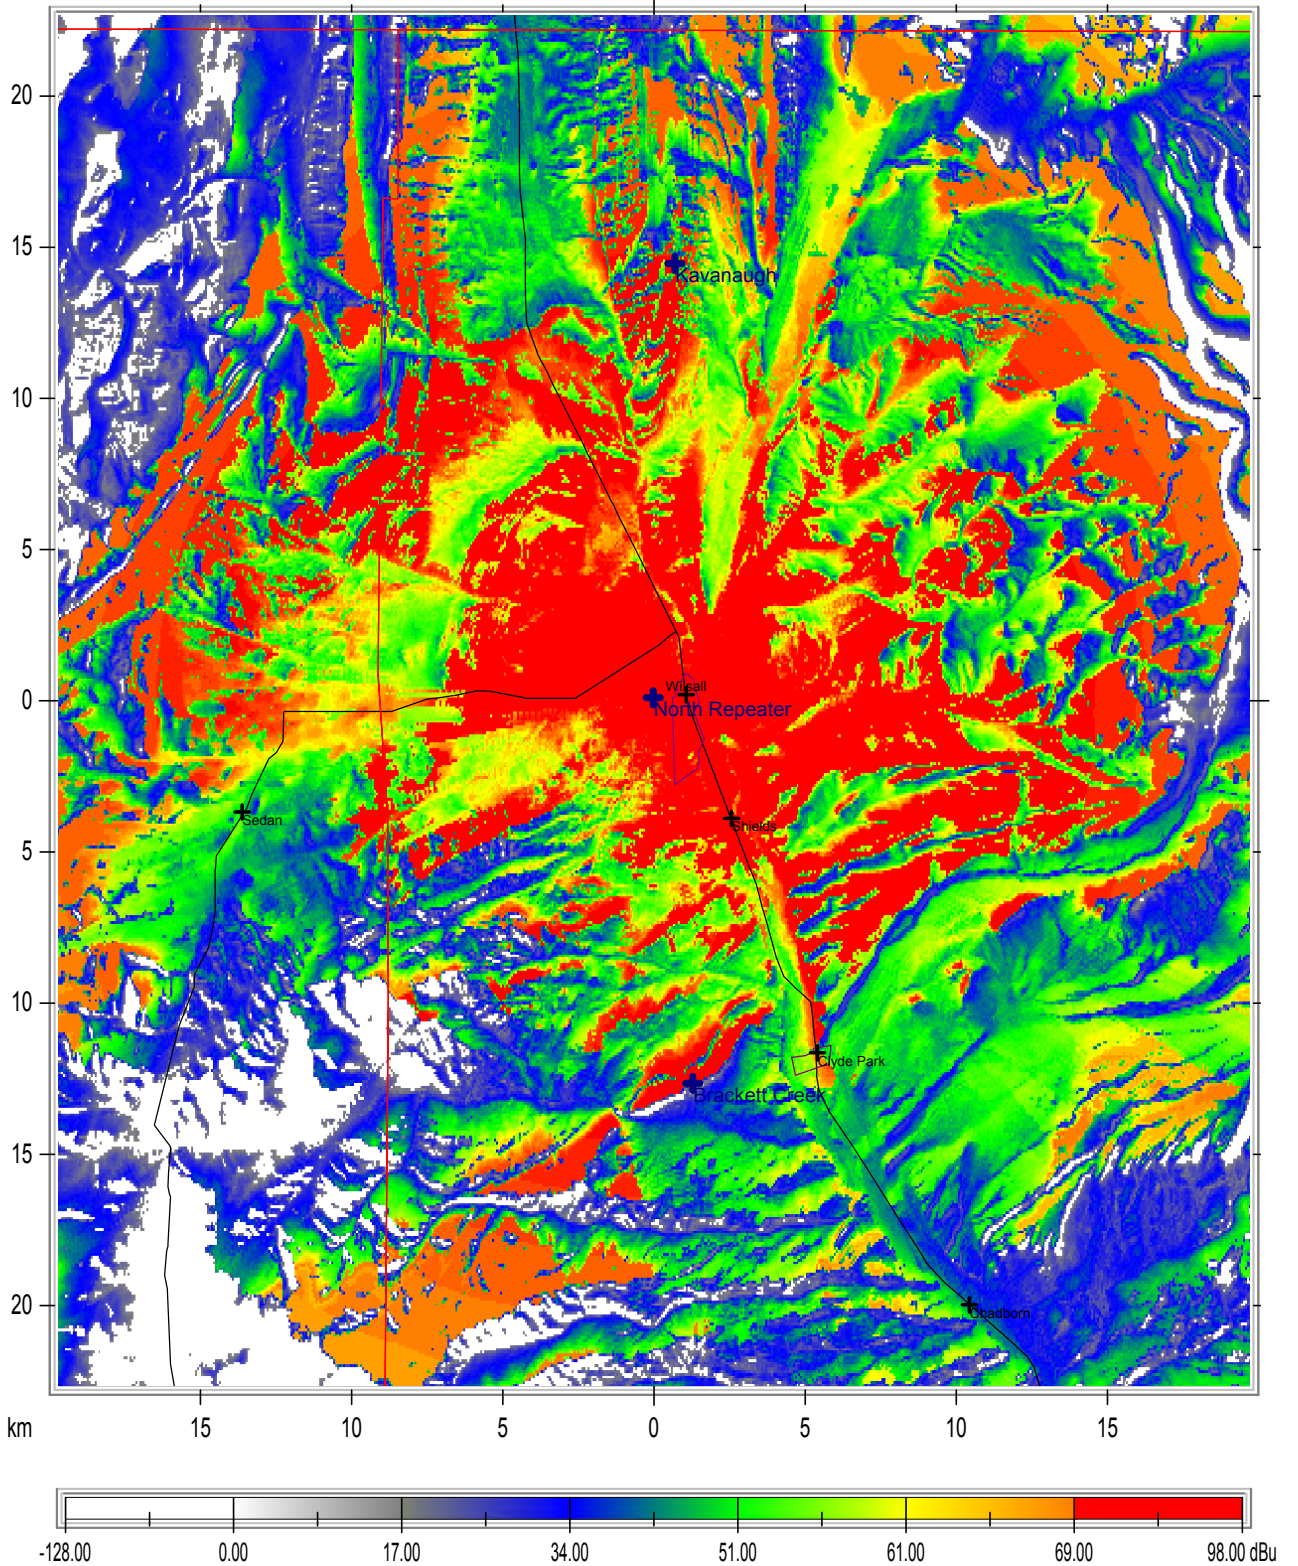 20
15
Kavanaugh
10
5
Wilsall
0
North Repeater
Sedan
Shields
5
10
Clyde Park
Brackett Creek
15
20
Chadborn
km 15 10 5 0 5 10 15
-128.00 0.00 17.00 34.00 51.00 61.00 69.00 98.00 dBu